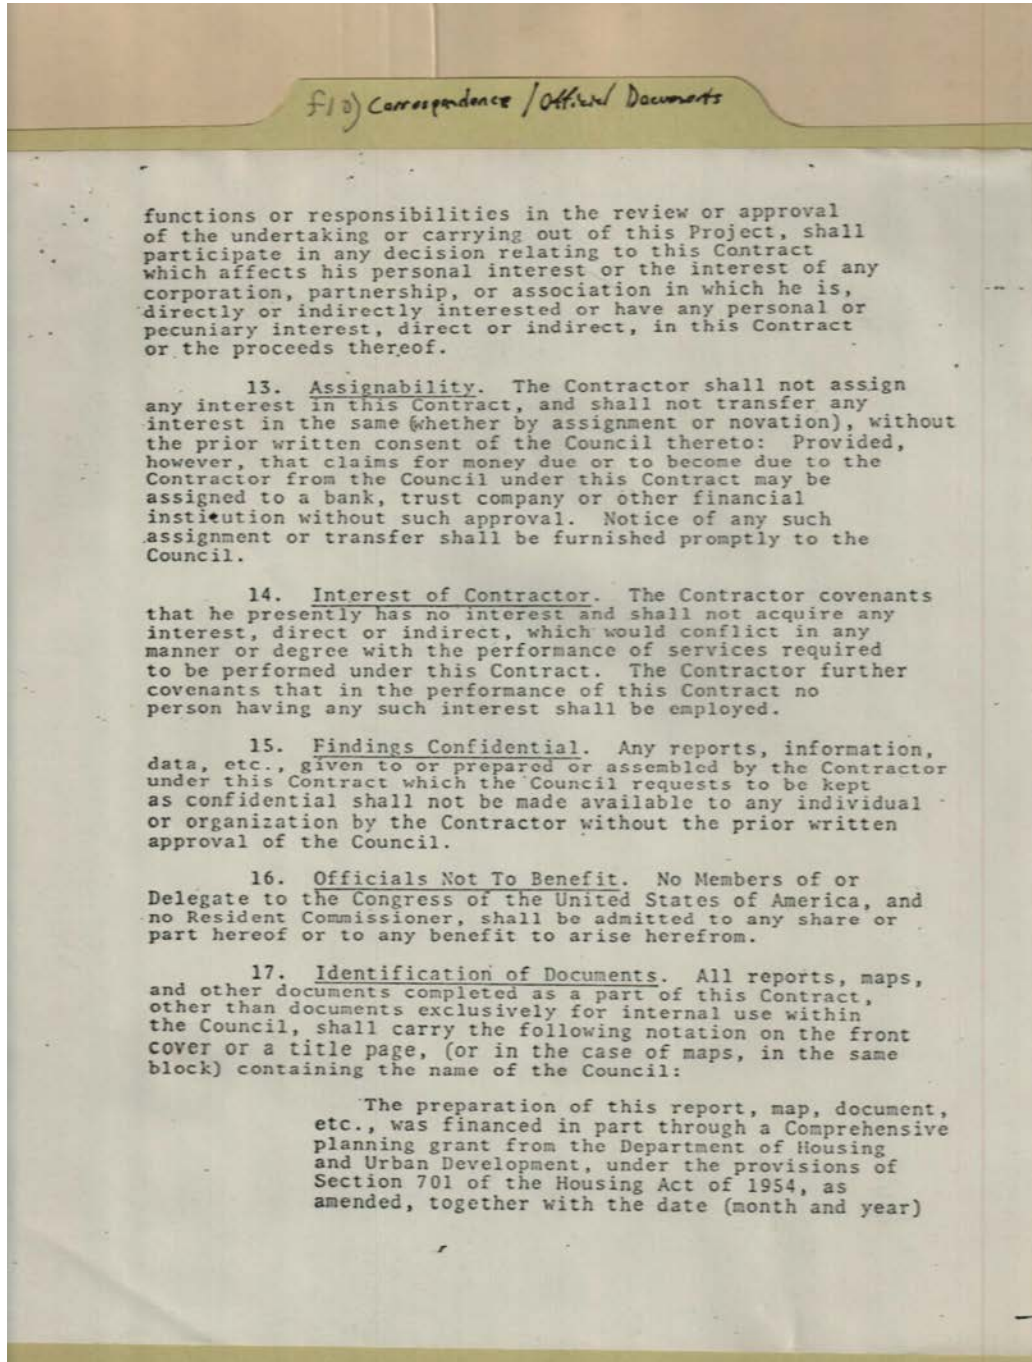 f10) Correspondence / Official Documents
functions or responsibilities in the review or approval
of the undertaking or carrying out of this Project, shall
participate in any decision relating to this Contract
which affects his personal interest or the interest of any
corporation, partnership, or association in which he is,
directly or indirectly interested or have any personal or
pecuniary interest, direct or indirect, in this Contract
or the proceeds thereof.
13. Assignability. The Contractor shall not assign
any interest in this Contract, and shall not transfer any
interest in the same (whether by assignment or novation), without
the prior written consent of the Council thereto: Provided,
however, that claims for money due or to become due to the
Contractor from the Council under this Contract may be
assigned to a bank, trust company or other financial
institution without such approval. Notice of any such
assignment or transfer shall be furnished promptly to the
Council.
14. Interest of Contractor. The Contractor covenants
that he presently has no interest and shall not acquire any
interest, direct or indirect, which would conflict in any
manner or degree with the performance of services required
to be performed under this Contract. The Contractor further
covenants that in the performance of this Contract no
person having any such interest shall be employed.
15. Findings Confidential. Any reports, information,
data, etc., given to or prepared or assembled by the Contractor
under this Contract which the Council requests to be kept
as confidential shall not be made available to any individual
or organization by the Contractor without the prior written
approval of the Council.
16. Officials Not To Benefit. No Members of or
Delegate to the Congress of the United States of America, and
no Resident Commissioner, shall be admitted to any share or
part hereof or to any benefit to arise herefrom.
17. Identification of Documents. All reports, maps,
and other documents completed as a part of this Contract,
other than documents exclusively for internal use within
the Council, shall carry the following notation on the front
cover or a title page, (or in the case of maps, in the same
block) containing the name of the Council:
The preparation of this report, map, document,
etc., was financed in part through a Comprehensive
planning grant from the Department of Housing
and Urban Development, under the provisions of
Section 701 of the Housing Act of 1954, as
amended, together with the date (month and year)